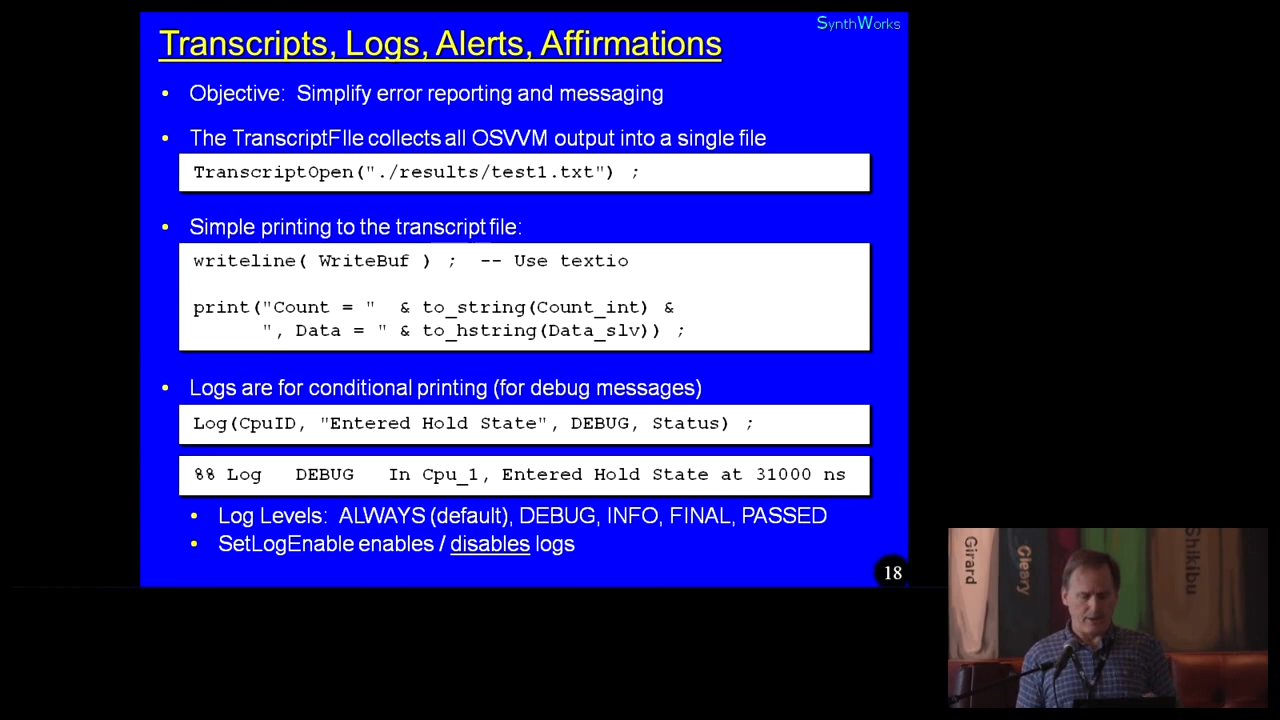 SynthWorks
Transcripts, Logs, Alerts, Affirmations
• Objective: Simplify error reporting and messaging
• The TranscriptFIle collects all OSVVM output into a single file
TranscriptOpen("./results/test1.txt") ;
• Simple printing to the transcript file:
writeline( WriteBuf ) ; -- Use textio
print("Count = " & to_string(Count_int) &
", Data = " & to_hstring(Data_slv)) ;
• Logs are for conditional printing (for debug messages)
Log(CpuID, "Entered Hold State", DEBUG, Status) ;
%% Log DEBUG In Cpu_1, Entered Hold State at 31000 ns
• Log Levels: ALWAYS (default), DEBUG, INFO, FINAL, PASSED
• SetLogEnable enables / disables logs
18
Girard
Cleary
Shikibu